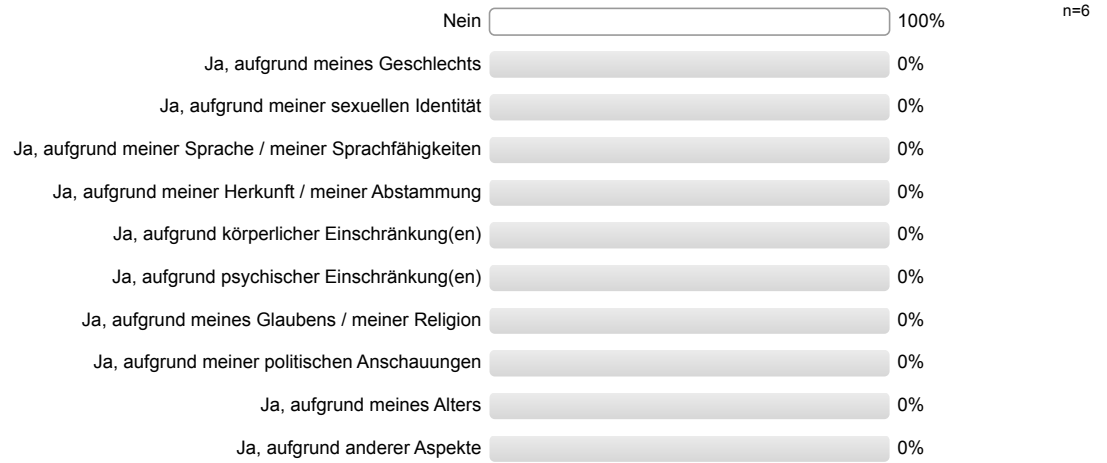 Nein 100% n=6
Ja, aufgrund meines Geschlechts 0%
Ja, aufgrund meiner sexuellen Identität 0%
Ja, aufgrund meiner Sprache / meiner Sprachfähigkeiten 0%
Ja, aufgrund meiner Herkunft / meiner Abstammung 0%
Ja, aufgrund körperlicher Einschränkung(en) 0%
Ja, aufgrund psychischer Einschränkung(en) 0%
Ja, aufgrund meines Glaubens / meiner Religion 0%
Ja, aufgrund meiner politischen Anschauungen 0%
Ja, aufgrund meines Alters 0%
Ja, aufgrund anderer Aspekte 0%